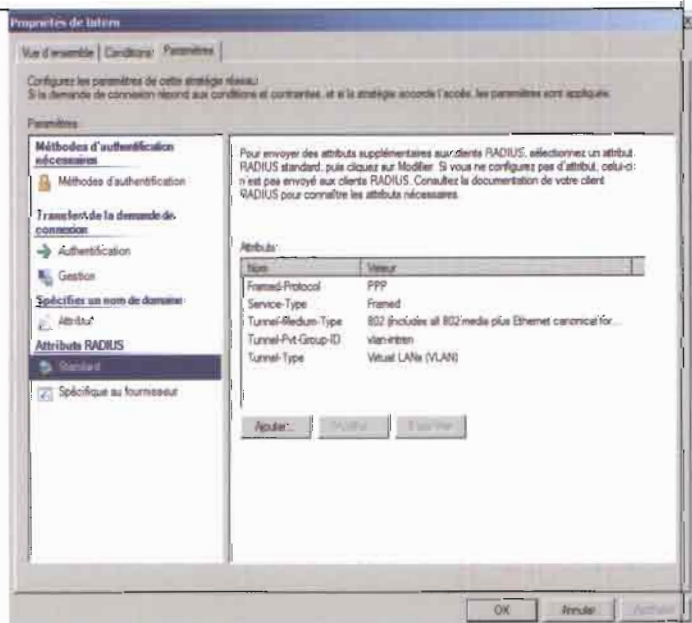 Propriétés de Intern
Vue d'ensemble | Conditions | Paramètres
Configurez les paramètres de cette stratégie réseau.
Si la demande de connexion répond aux conditions et contraintes, et si la stratégie accorde l'accès, les paramètres sont appliqués.
Paramètres :
Méthodes d'authentification
nécessaires
Méthodes d'authentification
Transfert de la demande de
connexion
Authentification
Gestion
Spécifier un nom de domaine
Attribut
Attributs RADIUS
Standard
Spécifique au fournisseur
Pour envoyer des attributs supplémentaires aux clients RADIUS, sélectionnez un attribut
RADIUS standard, puis cliquez sur Modifier. Si vous ne configurez pas d'attribut, celui-ci
n'est pas envoyé aux clients RADIUS. Consultez la documentation de votre client
RADIUS pour connaître les attributs nécessaires.
Attributs :
Nom Valeur
Framed-Protocol PPP
Service-Type Framed
Tunnel-Medium-Type 802 (includes all 802 media plus Ethernet canonical for...
Tunnel-Pvt-Group-ID vlan-intren
Tunnel-Type Virtual LANs (VLAN)
Ajouter...
OK Annuler